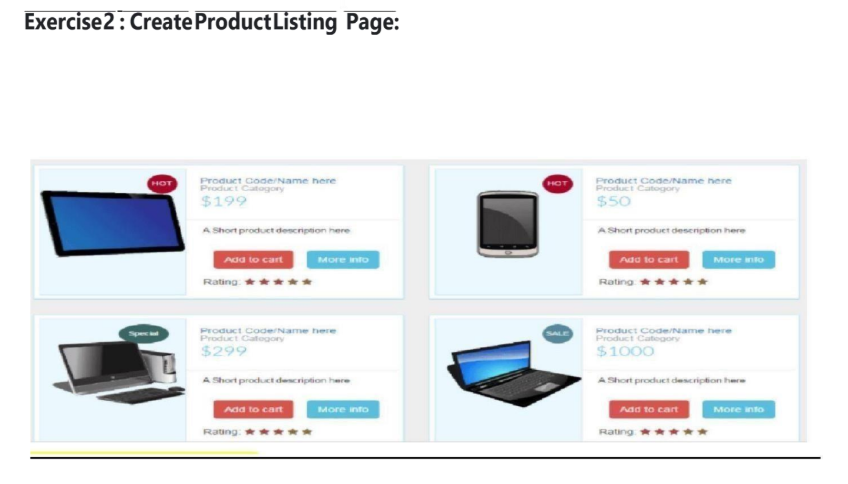 Exercise2 : Create Product Listing Page:
HOT
Product Code/Name here
Product Category
$199
A Short product description here
Add to cart More info
Rating:
HOT
Product Code/Name here
Product Category
$50
A Short product description here
Add to cart More info
Rating:
Special
Product Code/Name here
Product Category
$299
A Short product description here
Add to cart More info
Rating:
SALE
Product Code/Name here
Product Category
$1000
A Short product description here
Add to cart More info
Rating: